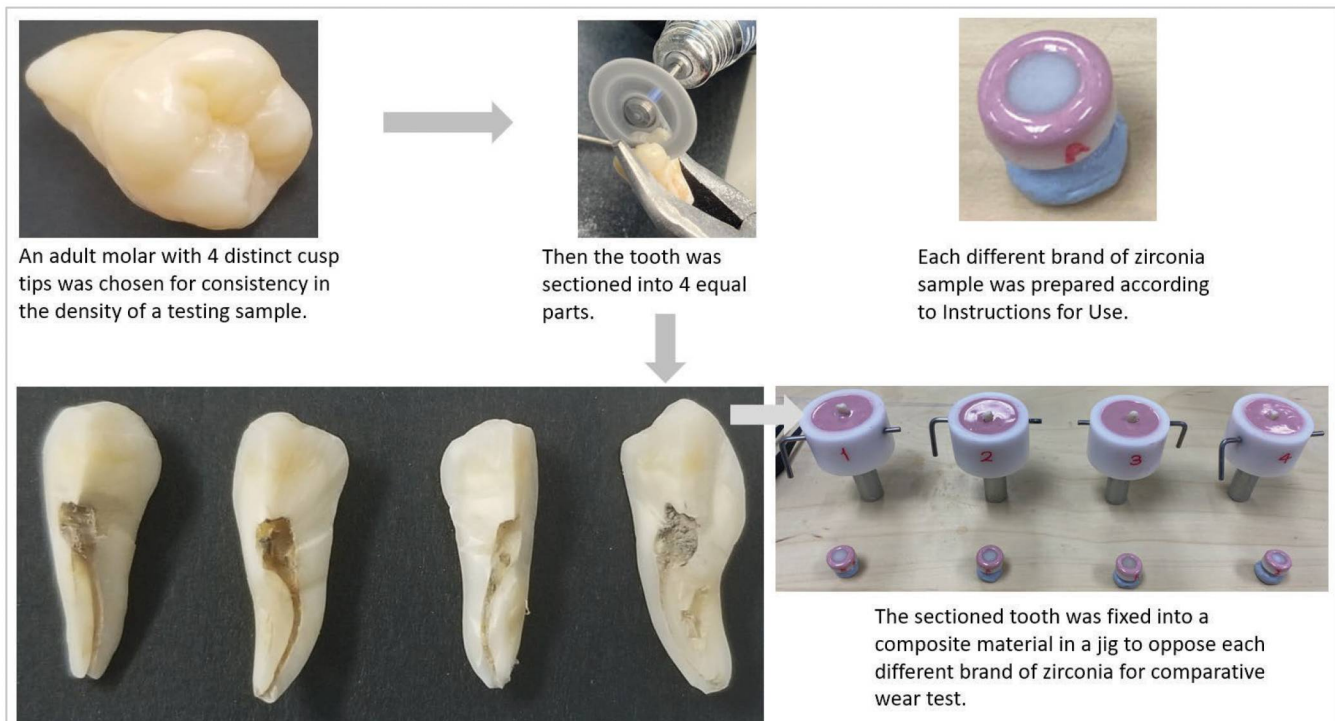 An adult molar with 4 distinct cusp
tips was chosen for consistency in
the density of a testing sample.
Then the tooth was
sectioned into 4 equal
parts.
Each different brand of zirconia
sample was prepared according
to Instructions for Use.
1
2
3
4
The sectioned tooth was fixed into a
composite material in a jig to oppose each
different brand of zirconia for comparative
wear test.